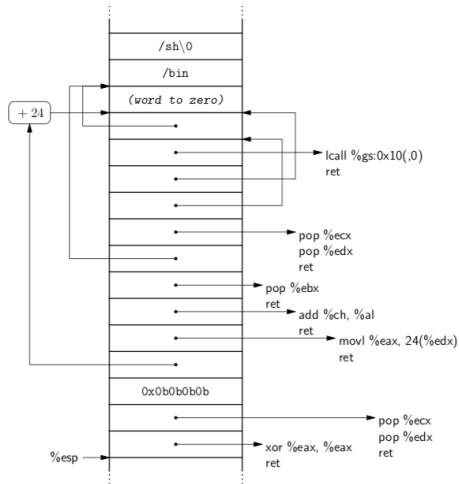 /sh\0
/bin
(word to zero)
+ 24
lcall %gs:0x10(,0)
ret
pop %ecx
pop %edx
ret
pop %ebx
ret
add %ch, %al
ret
movl %eax, 24(%edx)
ret
0x0b0b0b0b
pop %ecx
pop %edx
ret
xor %eax, %eax
ret
%esp